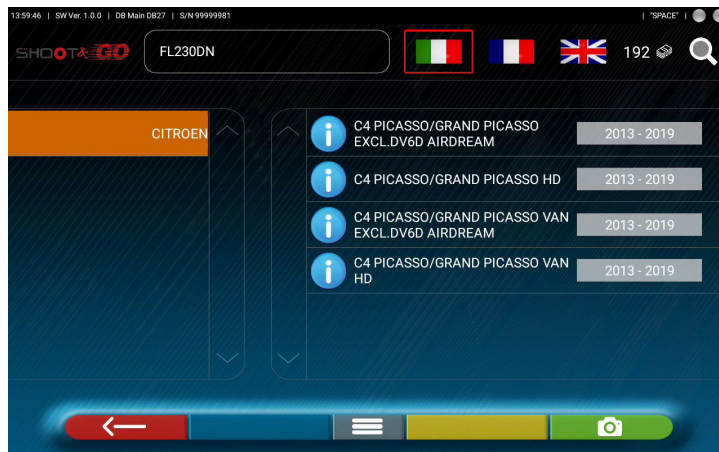 13:59:46 | SW Ver. 1.0.0 | DB Main DB27 | S/N 99999981 | "SPACE" |
SHOOT& GO FL230DN 192
CITROEN
C4 PICASSO/GRAND PICASSO
EXCL.DV6D AIRDREAM
2013 - 2019
C4 PICASSO/GRAND PICASSO HD 2013 - 2019
C4 PICASSO/GRAND PICASSO VAN
EXCL.DV6D AIRDREAM
2013 - 2019
C4 PICASSO/GRAND PICASSO VAN
HD
2013 - 2019